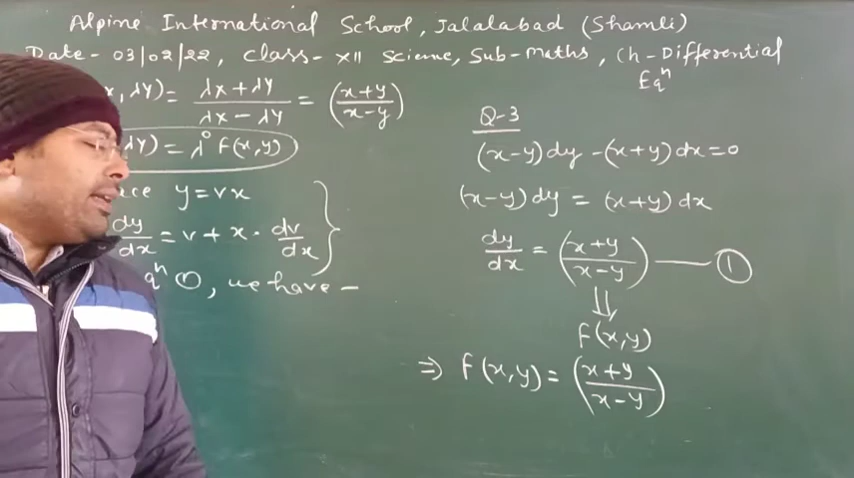 Alpine International School, Jalalabad (Shamli)
Date - 03/02/22, Class - XII Science, Sub - Maths, Ch - Differential
Eqⁿ
x, λy) = (λx + λy)/(λx - λy) = ((x+y)/(x-y))
λy) = λ⁰ F(x,y)
y = vx
dy/dx = v + x · dv/dx
qⁿ ①, we have -
Q-3
(x-y)dy - (x+y)dx = 0
(x-y)dy = (x+y)dx
dy/dx = ((x+y)/(x-y)) — ①
⇓
F(x,y)
⇒ F(x,y) = ((x+y)/(x-y))